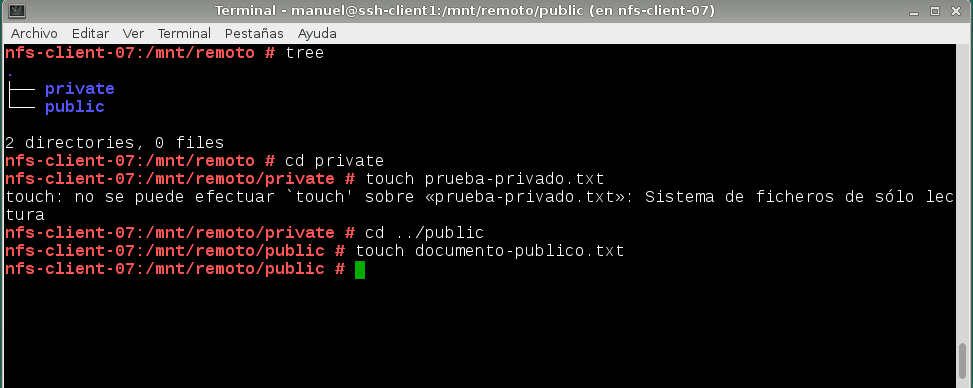 Terminal - manuel@ssh-client1:/mnt/remoto/public (en nfs-client-07)
Archivo Editar Ver Terminal Pestañas Ayuda
nfs-client-07:/mnt/remoto # tree
.
├── private
└── public
2 directories, 0 files
nfs-client-07:/mnt/remoto # cd private
nfs-client-07:/mnt/remoto/private # touch prueba-privado.txt
touch: no se puede efectuar `touch' sobre «prueba-privado.txt»: Sistema de ficheros de sólo lec
tura
nfs-client-07:/mnt/remoto/private # cd ../public
nfs-client-07:/mnt/remoto/public # touch documento-publico.txt
nfs-client-07:/mnt/remoto/public #